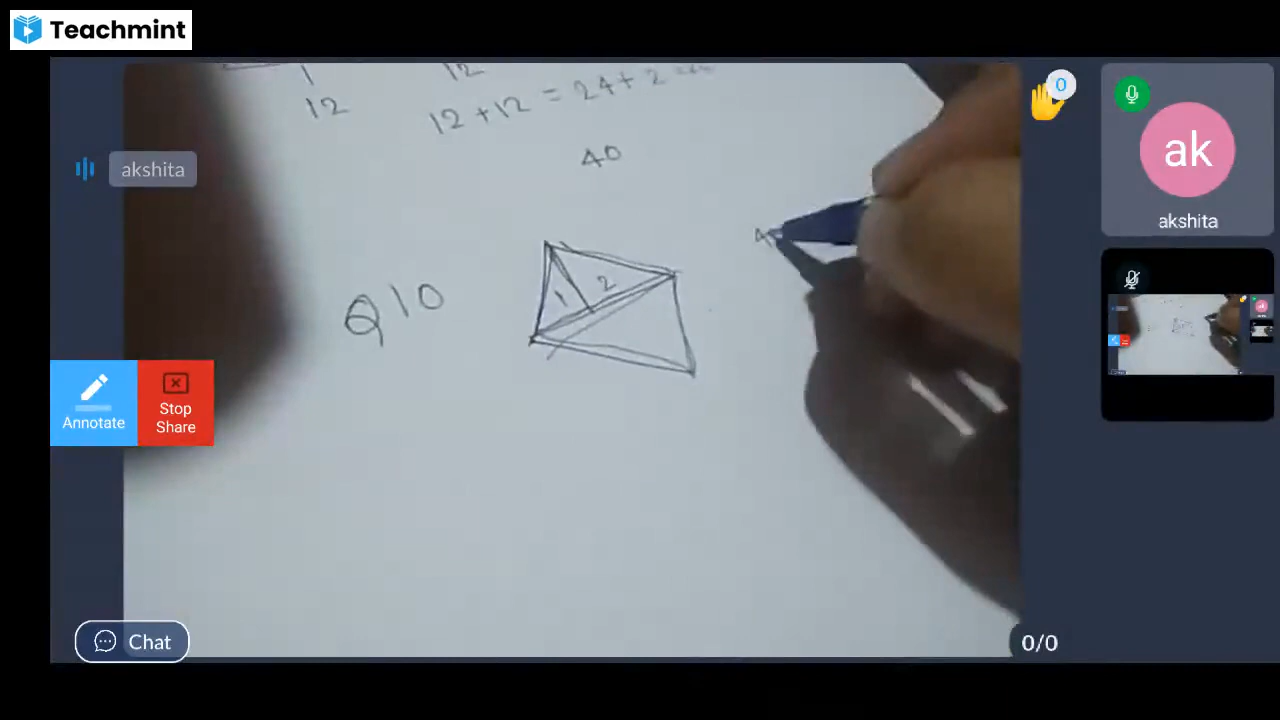 Teachmint
1 12
12 12 + 12 = 24 + 2
40
0
akshita
ak
akshita
Q10
1 2
Annotate
Stop
Share
Chat
0/0